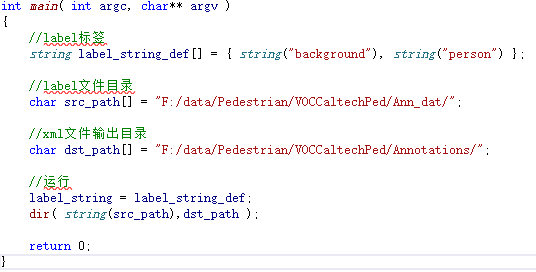 int main( int argc, char** argv )
{
//label标签
string label_string_def[] = { string("background"), string("person") };
//label文件目录
char src_path[] = "F:/data/Pedestrian/VOCCaltechPed/Ann_dat/";
//xml文件输出目录
char dst_path[] = "F:/data/Pedestrian/VOCCaltechPed/Annotations/";
//运行
label_string = label_string_def;
dir( string(src_path),dst_path );
return 0;
}